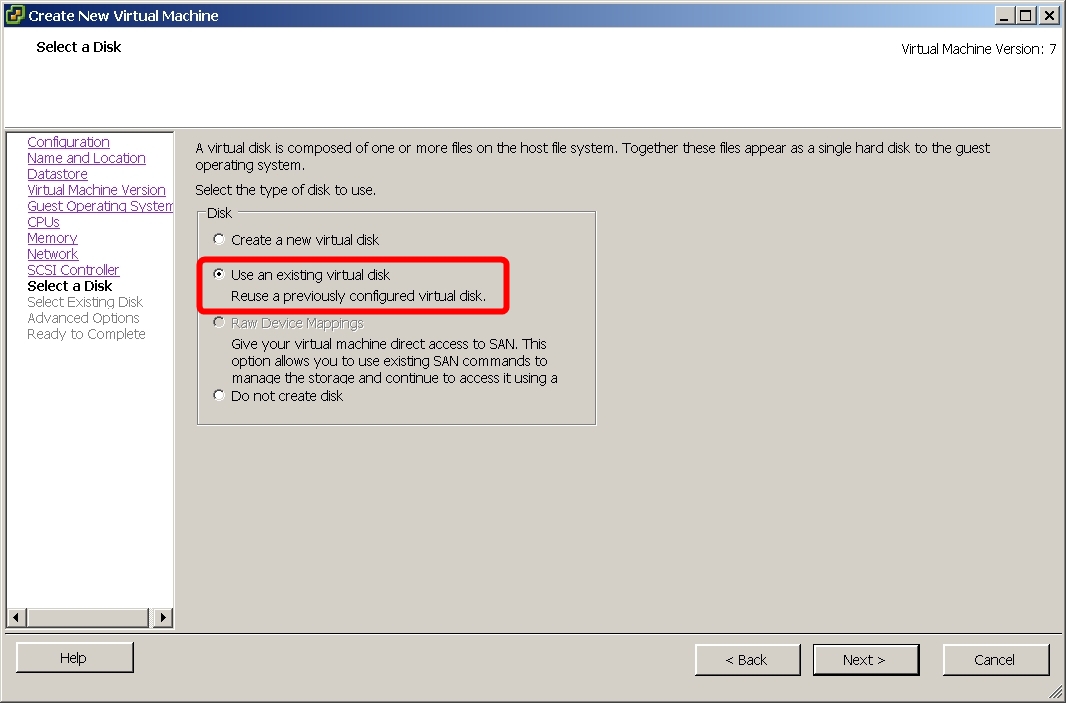 Create New Virtual Machine
Select a Disk
Virtual Machine Version: 7
Configuration
Name and Location
Datastore
Virtual Machine Version
Guest Operating System
CPUs
Memory
Network
SCSI Controller
Select a Disk
Select Existing Disk
Advanced Options
Ready to Complete
A virtual disk is composed of one or more files on the host file system. Together these files appear as a single hard disk to the guest
operating system.
Select the type of disk to use.
Disk
Create a new virtual disk
Use an existing virtual disk
Reuse a previously configured virtual disk.
Raw Device Mappings
Give your virtual machine direct access to SAN. This
option allows you to use existing SAN commands to
manage the storage and continue to access it using a
Do not create disk
Help
< Back
Next >
Cancel